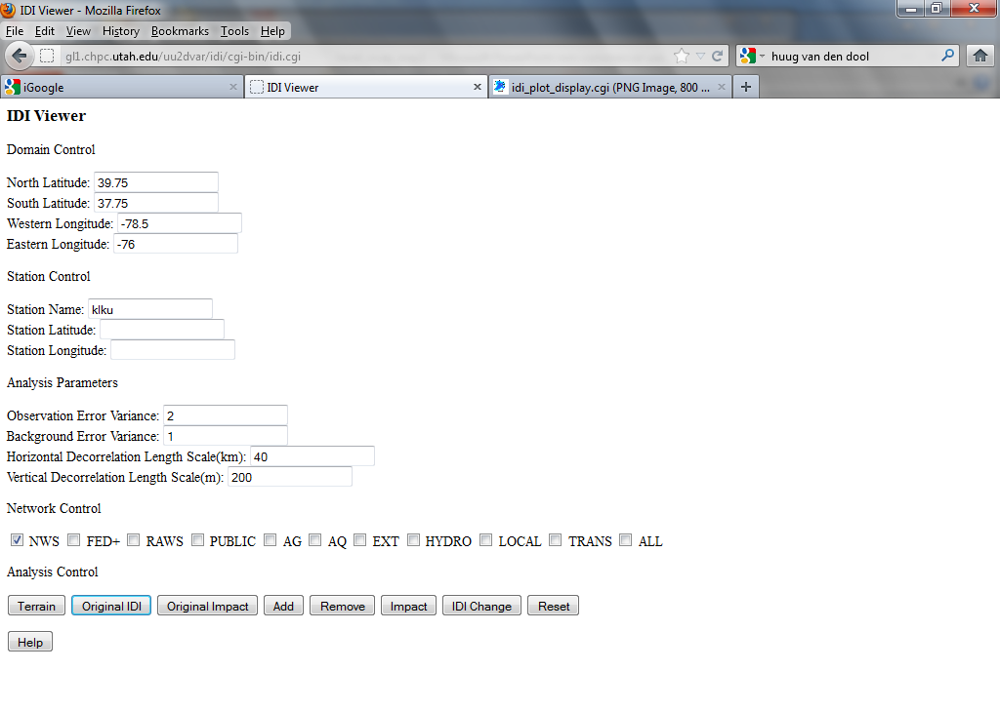 IDI Viewer - Mozilla Firefox
File Edit View History Bookmarks Tools Help
gl1.chpc.utah.edu/uu2dvar/idi/cgi-bin/idi.cgi huug van den dool
iGoogle IDI Viewer idi_plot_display.cgi (PNG Image, 800 ...
IDI Viewer
Domain Control
North Latitude: 39.75
South Latitude: 37.75
Western Longitude: -78.5
Eastern Longitude: -76
Station Control
Station Name: klku
Station Latitude:
Station Longitude:
Analysis Parameters
Observation Error Variance: 2
Background Error Variance: 1
Horizontal Decorrelation Length Scale(km): 40
Vertical Decorrelation Length Scale(m): 200
Network Control
NWS FED+ RAWS PUBLIC AG AQ EXT HYDRO LOCAL TRANS ALL
Analysis Control
Terrain Original IDI Original Impact Add Remove Impact IDI Change Reset
Help